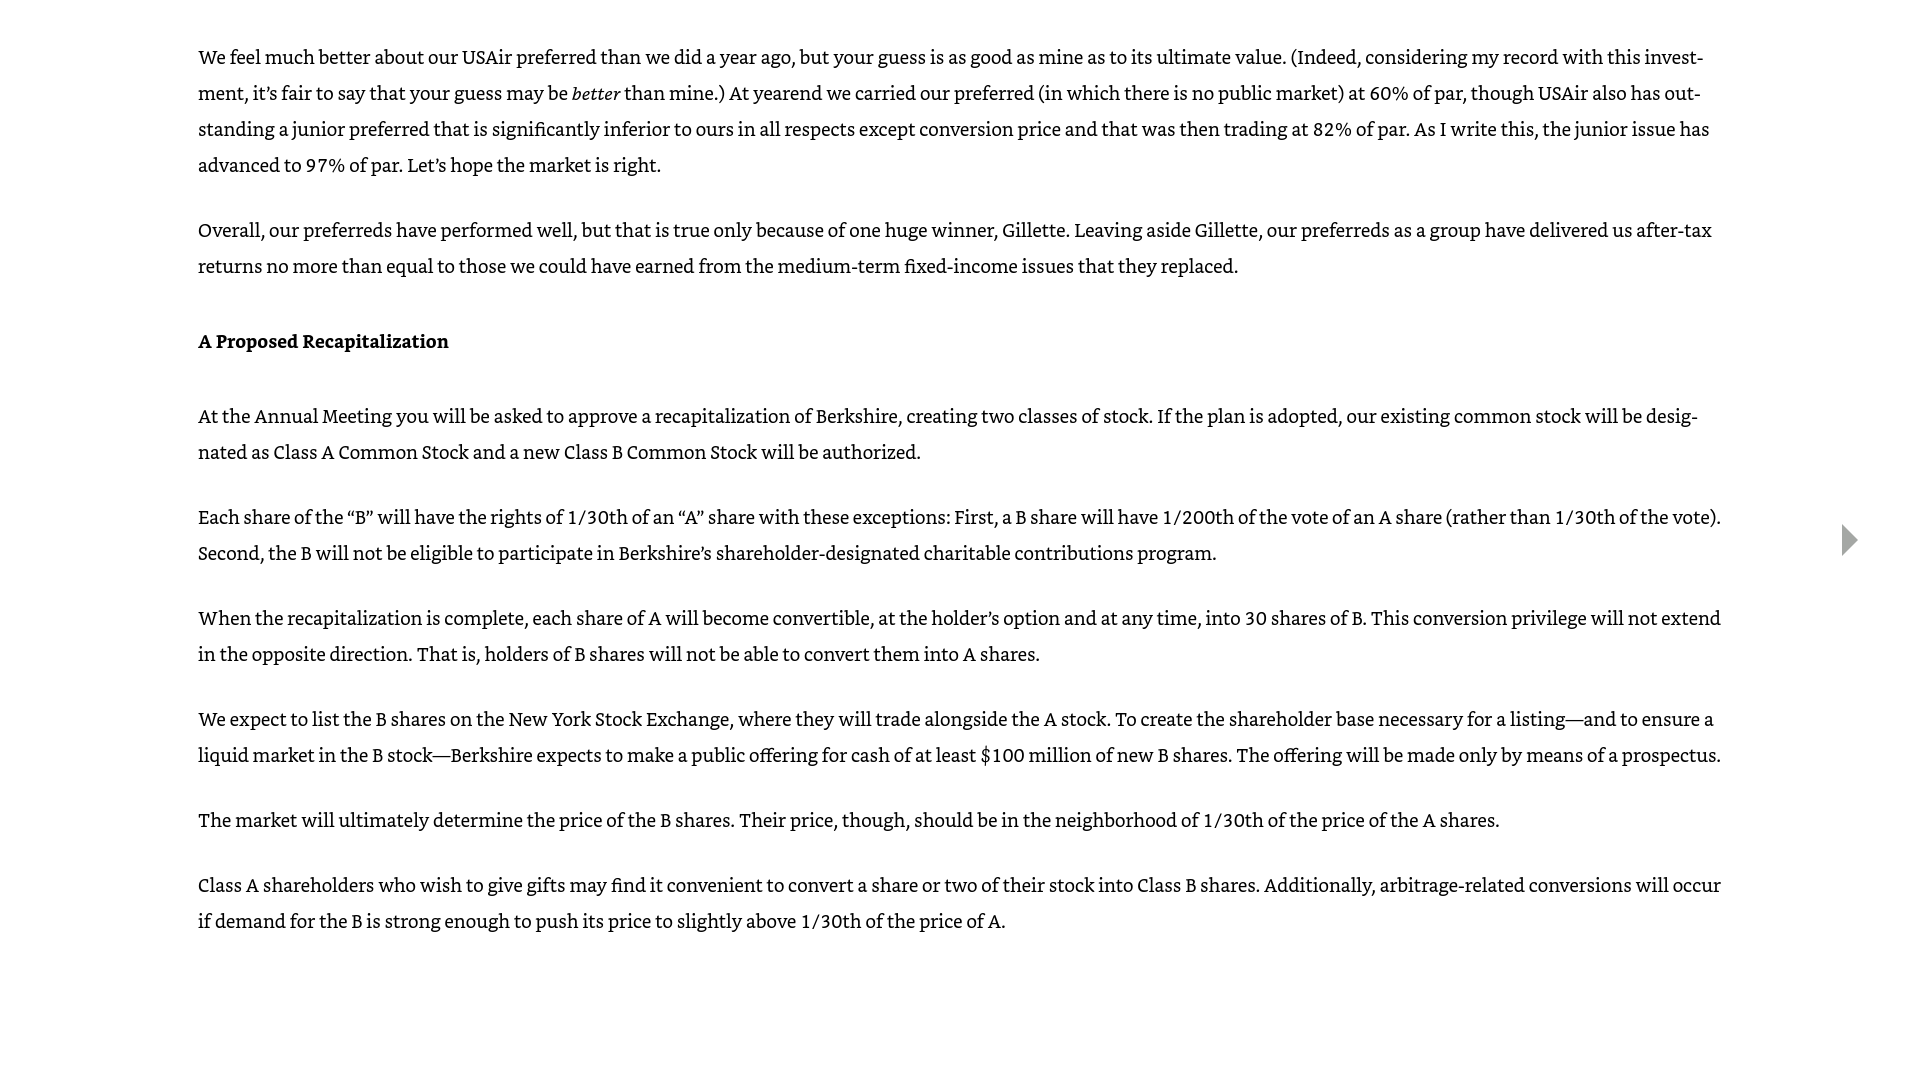 We feel much better about our USAir preferred than we did a year ago, but your guess is as good as mine as to its ultimate value. (Indeed, considering my record with this invest-
ment, it’s fair to say that your guess may be better than mine.) At yearend we carried our preferred (in which there is no public market) at 60% of par, though USAir also has out-
standing a junior preferred that is significantly inferior to ours in all respects except conversion price and that was then trading at 82% of par. As I write this, the junior issue has
advanced to 97% of par. Let’s hope the market is right.
Overall, our preferreds have performed well, but that is true only because of one huge winner, Gillette. Leaving aside Gillette, our preferreds as a group have delivered us after-tax
returns no more than equal to those we could have earned from the medium-term fixed-income issues that they replaced.
A Proposed Recapitalization
At the Annual Meeting you will be asked to approve a recapitalization of Berkshire, creating two classes of stock. If the plan is adopted, our existing common stock will be desig-
nated as Class A Common Stock and a new Class B Common Stock will be authorized.
Each share of the “B” will have the rights of 1/30th of an “A” share with these exceptions: First, a B share will have 1/200th of the vote of an A share (rather than 1/30th of the vote).
Second, the B will not be eligible to participate in Berkshire’s shareholder-designated charitable contributions program.
When the recapitalization is complete, each share of A will become convertible, at the holder’s option and at any time, into 30 shares of B. This conversion privilege will not extend
in the opposite direction. That is, holders of B shares will not be able to convert them into A shares.
We expect to list the B shares on the New York Stock Exchange, where they will trade alongside the A stock. To create the shareholder base necessary for a listing—and to ensure a
liquid market in the B stock—Berkshire expects to make a public offering for cash of at least $100 million of new B shares. The offering will be made only by means of a prospectus.
The market will ultimately determine the price of the B shares. Their price, though, should be in the neighborhood of 1/30th of the price of the A shares.
Class A shareholders who wish to give gifts may find it convenient to convert a share or two of their stock into Class B shares. Additionally, arbitrage-related conversions will occur
if demand for the B is strong enough to push its price to slightly above 1/30th of the price of A.